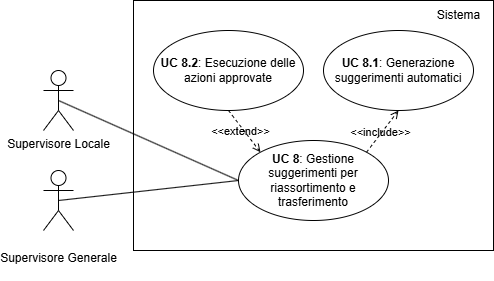 Sistema
UC 8.2: Esecuzione delle
azioni approvate
UC 8.1: Generazione
suggerimenti automatici
<<extend>>
<<include>>
Supervisore Locale
UC 8: Gestione
suggerimenti per
riassortimento e
trasferimento
Supervisore Generale